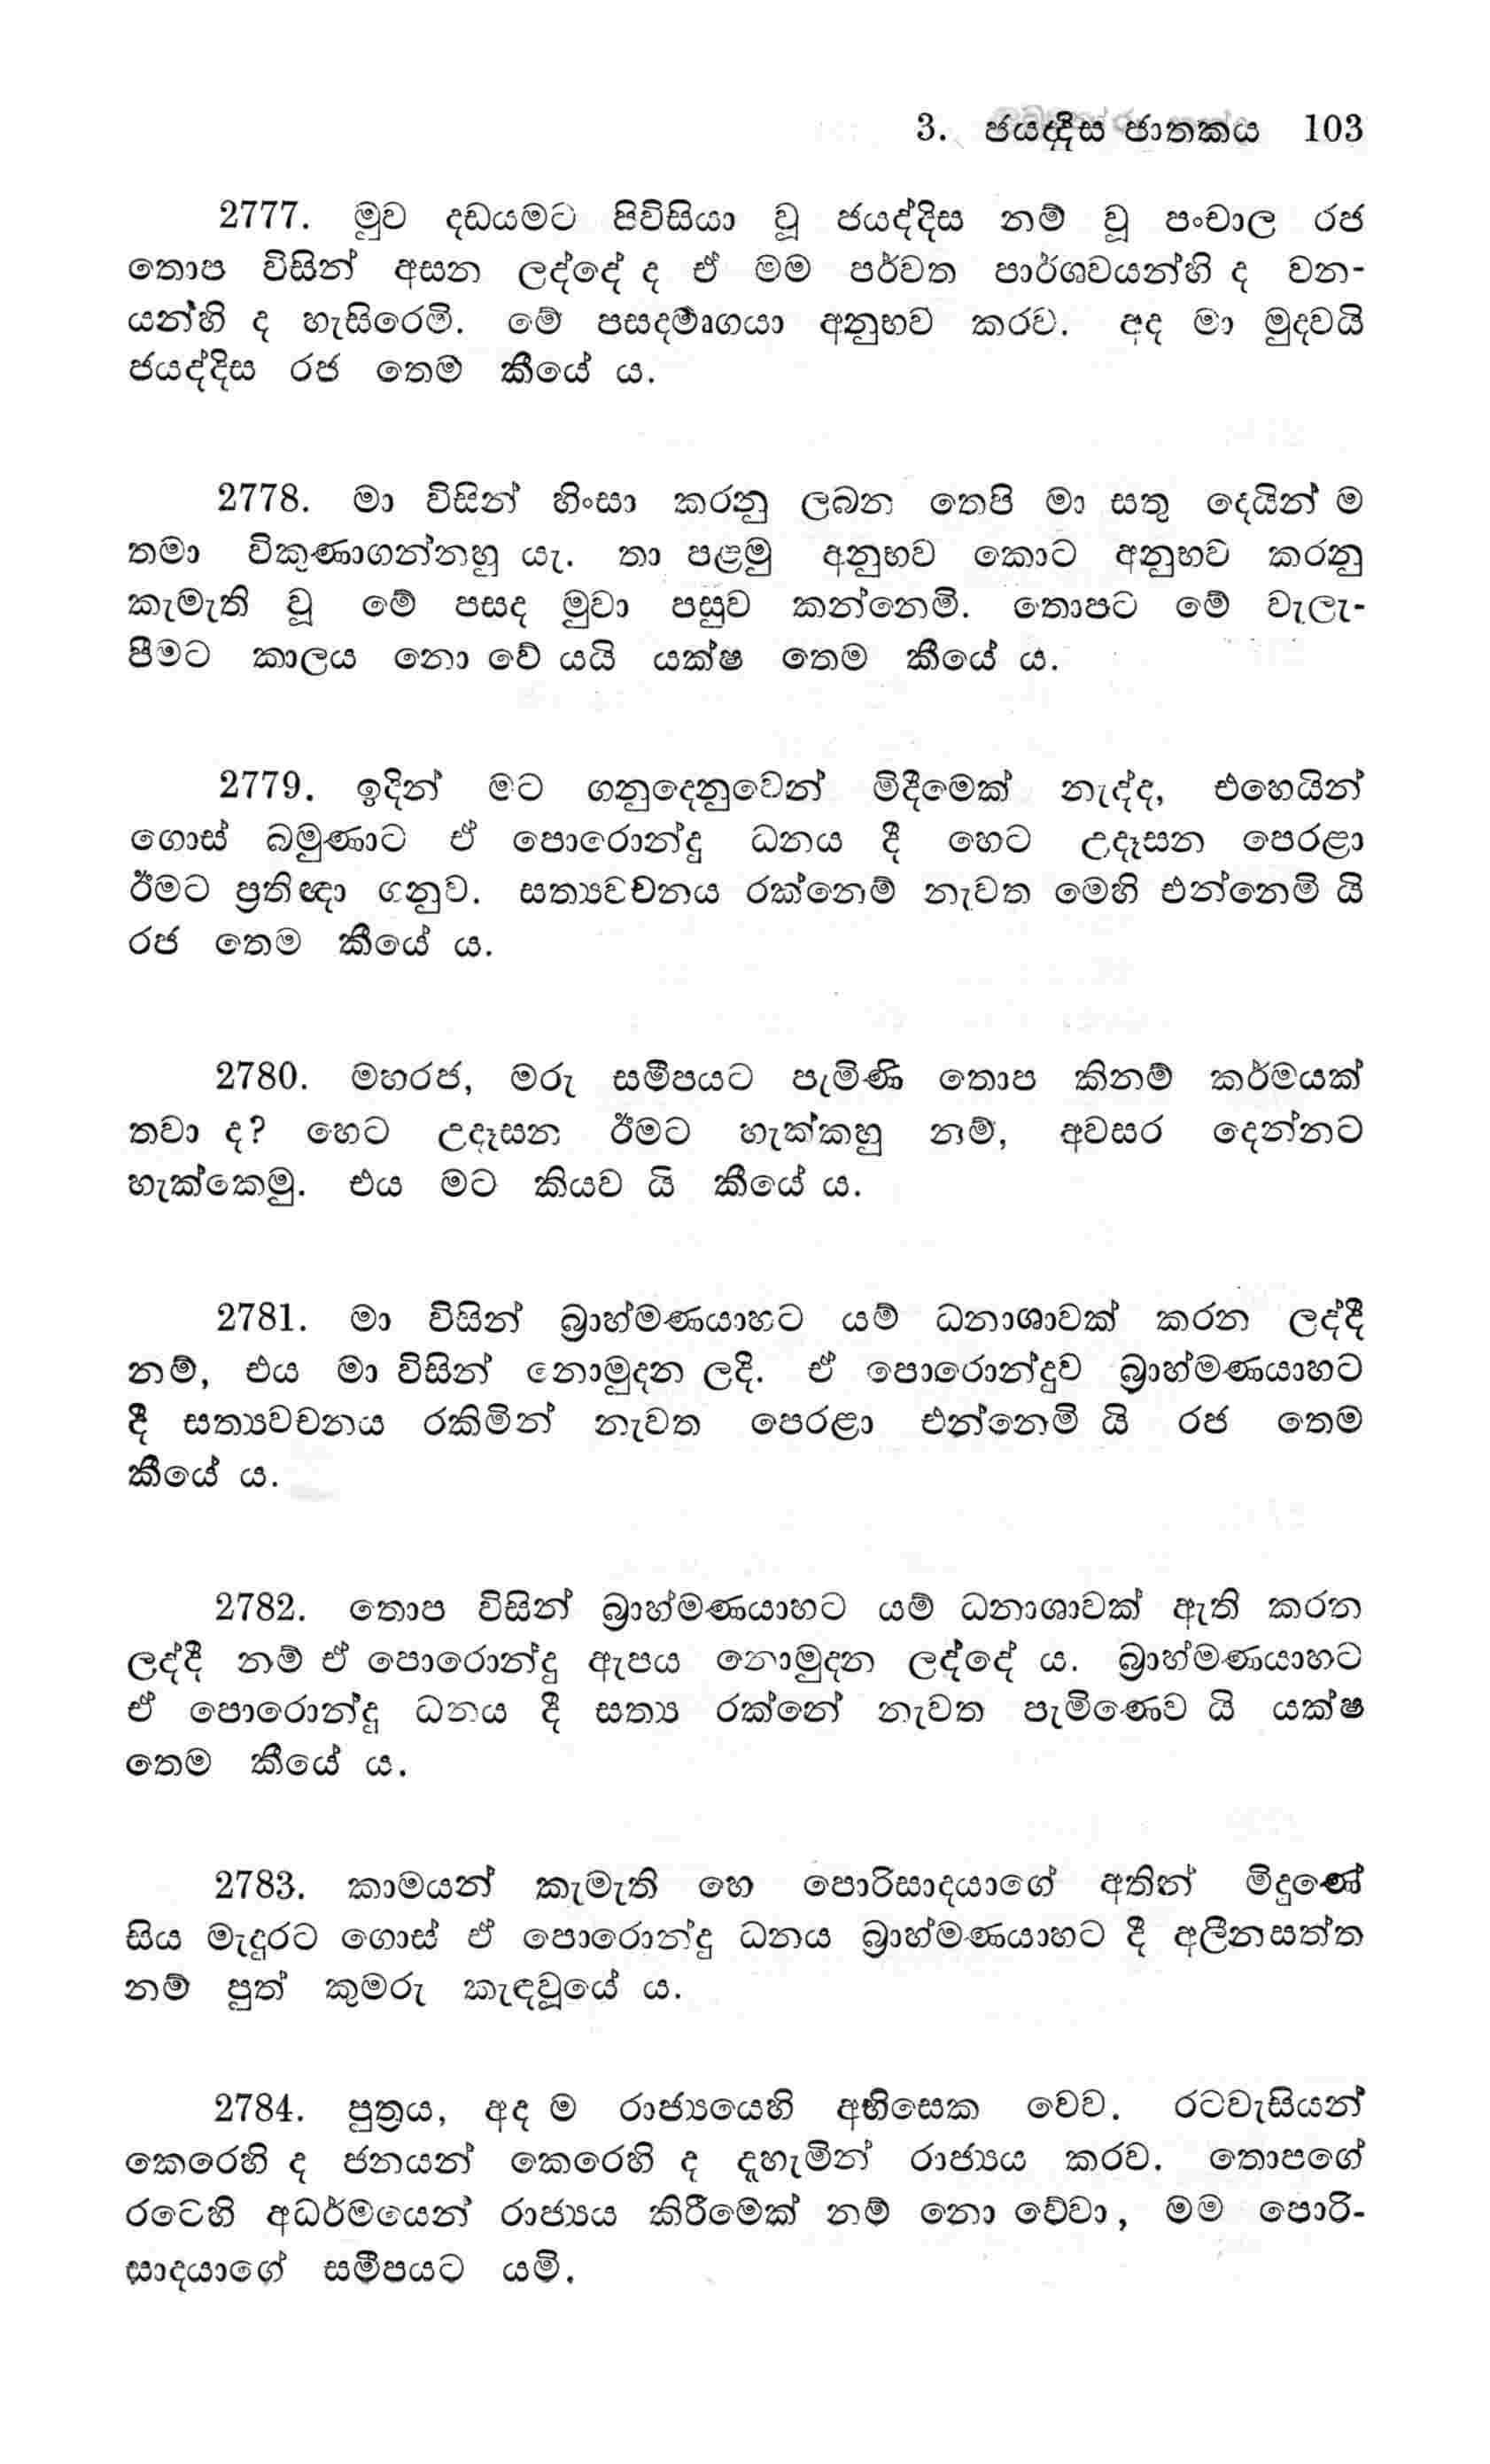 3. ජයද්දිස ජාතකය 103
2777. මුව දඩයමට පිවිසියා වූ ජයද්දිස නම් වූ පංචාල රජ
තොප විසින් අසන ලද්දේ ද ඒ මම පර්වත පාර්ශවයන්හි ද වන-
යන්හි ද හැසිරෙමි. මේ පසදමෘගයා අනුභව කරව. අද මා මුදවයි
ජයද්දිස රජ තෙම කීයේ ය.
2778. මා විසින් හිංසා කරනු ලබන තෙපි මා සතු දෙයින් ම
තමා විකුණාගන්නහු යැ. තා පළමු අනුභව කොට අනුභව කරනු
කැමැති වූ මේ පසද මුවා පසුව කන්නෙමි. තොපට මේ වැලැ-
පීමට කාලය නො වේ යයි යක්ෂ තෙම කීයේ ය.
2779. ඉදින් මට ගනුදෙනුවෙන් මිදීමෙක් නැද්ද, එහෙයින්
ගොස් බමුණාට ඒ පොරොන්දු ධනය දී හෙට උදෑසන පෙරළා
ඊමට ප්‍රතිඥා ගනුව. සත්‍යවචනය රක්නෙම් නැවත මෙහි එන්නෙමි යි
රජ තෙම කීයේ ය.
2780. මහරජ, මරු සමීපයට පැමිණි තොප කිනම් කර්මයක්
තවා ද? හෙට උදෑසන ඊමට හැක්කහු නම්, අවසර දෙන්නට
හැක්කෙමු. එය මට කියව යි කීයේ ය.
2781. මා විසින් බ්‍රාහ්මණයාහට යම් ධනාශාවක් කරන ලද්දී
නම්, එය මා විසින් නොමුදන ලදි. ඒ පොරොන්දුව බ්‍රාහ්මණයාහට
දී සත්‍යවචනය රකිමින් නැවත පෙරළා එන්නෙමි යි රජ තෙම
කීයේ ය.
2782. තොප විසින් බ්‍රාහ්මණයාහට යම් ධනාශාවක් ඇති කරන
ලද්දී නම් ඒ පොරොන්දු ඇපය නොමුදන ලද්දේ ය. බ්‍රාහ්මණයාහට
ඒ පොරොන්දු ධනය දී සත්‍ය රක්නේ නැවත පැමිණෙව යි යක්ෂ
තෙම කීයේ ය.
2783. කාමයන් කැමැති හෙ පොරිසාදයාගේ අතින් මිදුණේ
සිය මැදුරට ගොස් ඒ පොරොන්දු ධනය බ්‍රාහ්මණයාහට දී අලීනසත්ත
නම් පුත් කුමරු කැඳවූයේ ය.
2784. පුත්‍රය, අද ම රාජ්‍යයෙහි අභිසෙක වෙව. රටවැසියන්
කෙරෙහි ද ජනයන් කෙරෙහි ද දැහැමින් රාජ්‍යය කරව. තොපගේ
රටෙහි අධර්මයෙන් රාජ්‍යය කිරීමෙක් නම් නො වේවා, මම පොරි-
සාදයාගේ සමීපයට යමි.